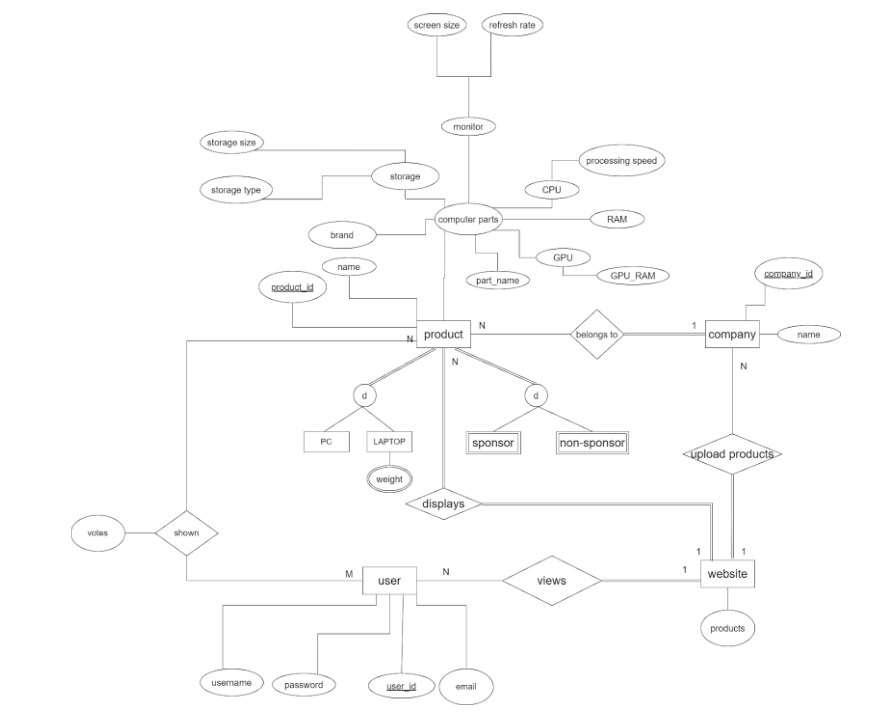 screen size
refresh rate
monitor
storage size
processing speed
storage
storage type
CPU
computer parts
RAM
brand
GPU
name
part_name
GPU_RAM
product_id
company_id
product
N
belongs to
1
company
name
N
N
N
d
d
PC
LAPTOP
sponsor
non-sponsor
upload products
weight
displays
votes
shown
1
1
M
user
N
views
1
website
products
username
password
user_id
email